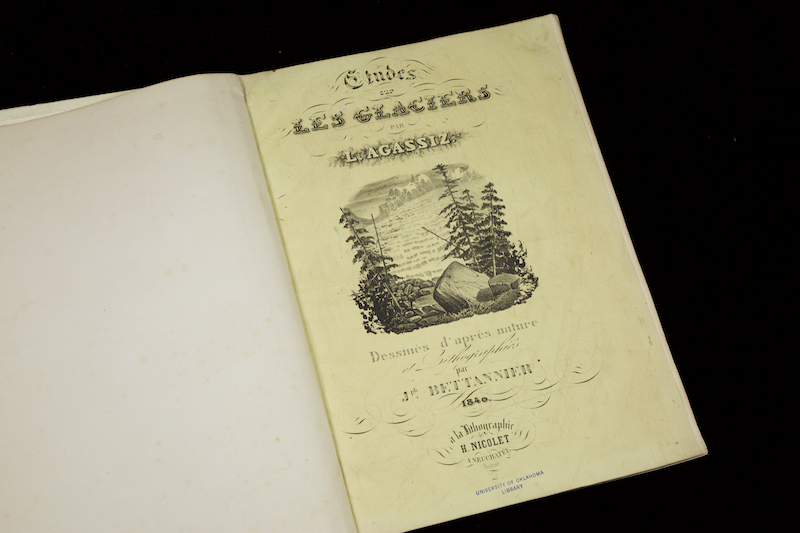 Etudes
sur
LES GLACIERS
PAR
L. AGASSIZ.
Dessinés d'après nature
et Lithographiés
par
Jph. BETTANNIER.
1840.
à la lithographie
H. NICOLET
A NEUCHATEL
UNIVERSITY OF OKLAHOMA
LIBRARY